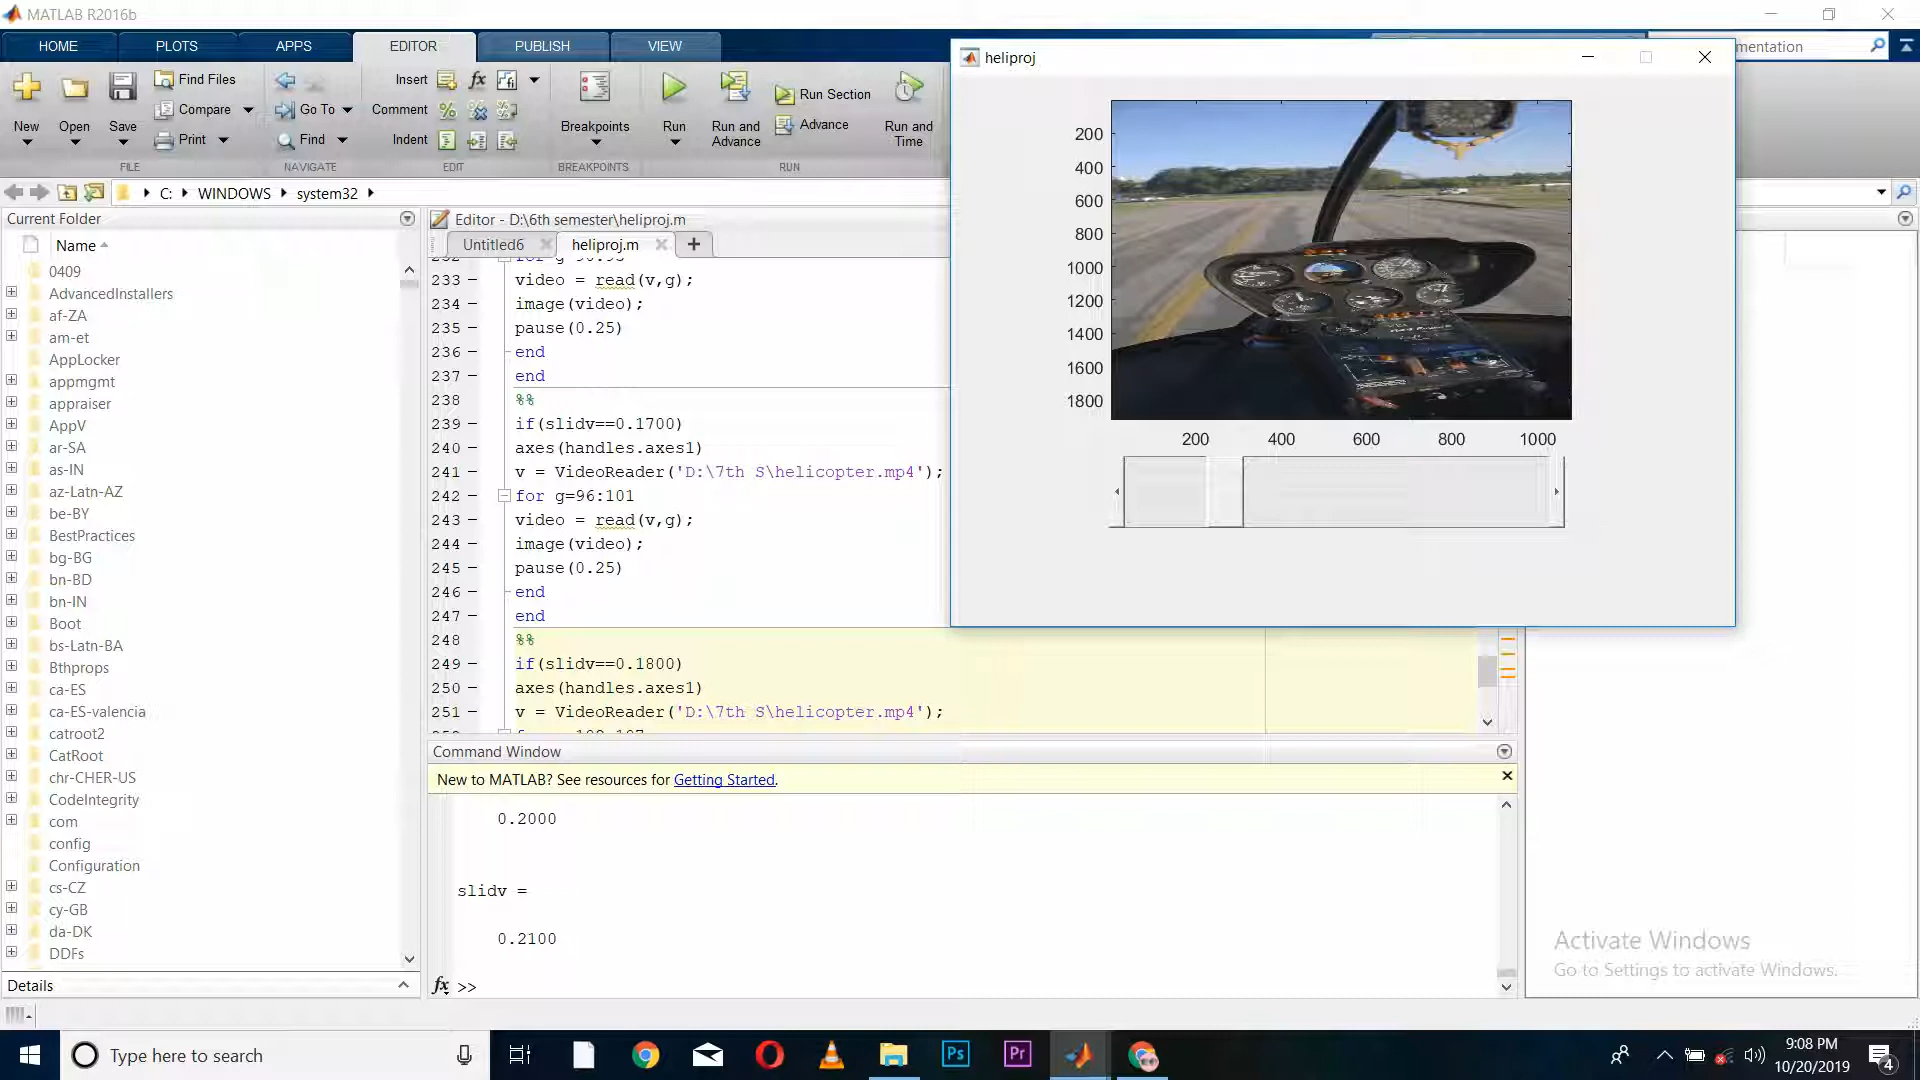 MATLAB R2016b
HOME
PLOTS
APPS
EDITOR
PUBLISH
VIEW
mentation
New
Open
Save
Find Files
Compare
Print
FILE
Go To
Find
NAVIGATE
Insert
fx
Comment
Indent
EDIT
Breakpoints
BREAKPOINTS
Run
Run and
Advance
Run Section
Advance
Run and
Time
RUN
C:
WINDOWS
system32
Current Folder
Name
0409
AdvancedInstallers
af-ZA
am-et
AppLocker
appmgmt
appraiser
AppV
ar-SA
as-IN
az-Latn-AZ
be-BY
BestPractices
bg-BG
bn-BD
bn-IN
Boot
bs-Latn-BA
Bthprops
ca-ES
ca-ES-valencia
catroot2
CatRoot
chr-CHER-US
CodeIntegrity
com
config
Configuration
cs-CZ
cy-GB
da-DK
DDFs
Details
Editor - D:\6th semester\heliproj.m
Untitled6
heliproj.m
233 – video = read(v,g);
234 – image(video);
235 – pause(0.25)
236 – end
237 – end
238 %%
239 – if(slidv==0.1700)
240 – axes(handles.axes1)
241 – v = VideoReader('D:\7th S\helicopter.mp4');
242 – for g=96:101
243 – video = read(v,g);
244 – image(video);
245 – pause(0.25)
246 – end
247 – end
248 %%
249 – if(slidv==0.1800)
250 – axes(handles.axes1)
251 – v = VideoReader('D:\7th S\helicopter.mp4');
heliproj
200
400
600
800
1000
1200
1400
1600
1800
200 400 600 800 1000
Command Window
New to MATLAB? See resources for Getting Started.
0.2000
slidv =
0.2100
fx >>
Activate Windows
Go to Settings to activate Windows.
Type here to search
Ps
Pr
9:08 PM
10/20/2019
4